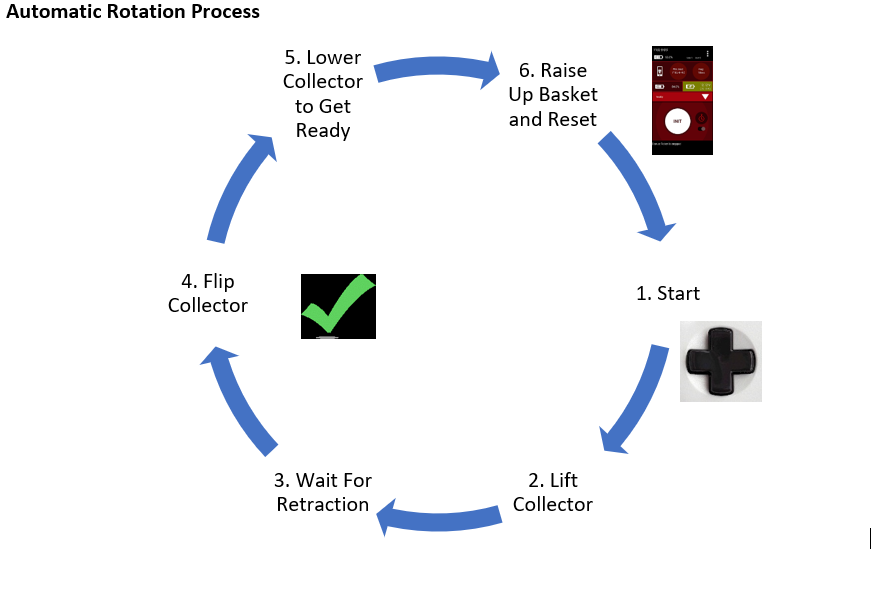 Automatic Rotation Process
5. Lower
Collector
to Get
Ready
6. Raise
Up Basket
and Reset
INIT
4. Flip
Collector
1. Start
3. Wait For
Retraction
2. Lift
Collector